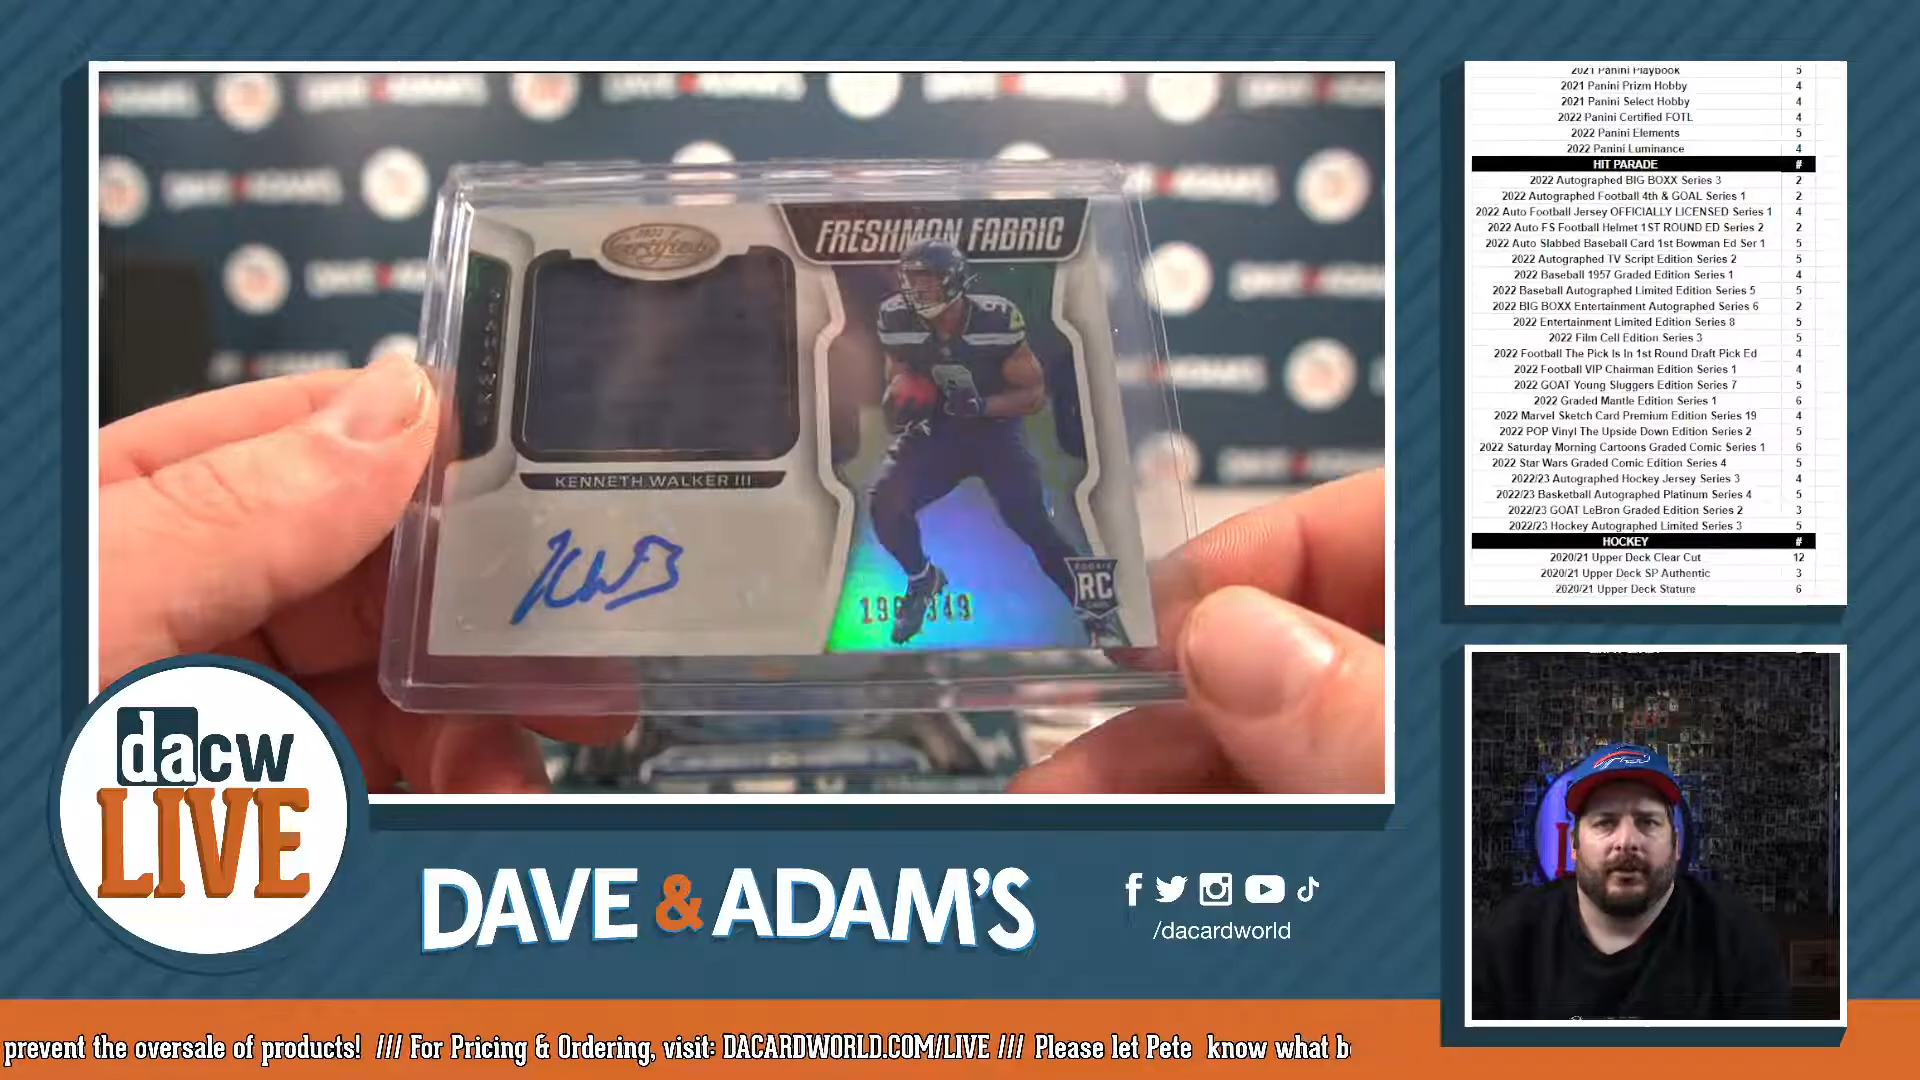 2022
Certified
FRESHMAN FABRIC
SEAHAWKS
KENNETH WALKER III
ROOKIE
RC
CARD
/349
dacw
LIVE
DAVE & ADAM'S
/dacardworld
prevent the oversale of products! /// For Pricing & Ordering, visit: DACARDWORLD.COM/LIVE /// Please let Pete know what b
2021 Panini Playbook 5
2021 Panini Prizm Hobby 4
2021 Panini Select Hobby 4
2022 Panini Certified FOTL 4
2022 Panini Elements 5
2022 Panini Luminance 4
HIT PARADE #
2022 Autographed BIG BOXX Series 3 2
2022 Autographed Football 4th & GOAL Series 1 2
2022 Auto Football Jersey OFFICIALLY LICENSED Series 1 4
2022 Auto FS Football Helmet 1ST ROUND ED Series 2 2
2022 Auto Slabbed Baseball Card 1st Bowman Ed Ser 1 5
2022 Autographed TV Script Edition Series 2 5
2022 Baseball 1957 Graded Edition Series 1 4
2022 Baseball Autographed Limited Edition Series 5 5
2022 BIG BOXX Entertainment Autographed Series 6 2
2022 Entertainment Limited Edition Series 8 5
2022 Film Cell Edition Series 3 5
2022 Football The Pick Is In 1st Round Draft Pick Ed 4
2022 Football VIP Chairman Edition Series 1 4
2022 GOAT Young Sluggers Edition Series 7 5
2022 Graded Mantle Edition Series 1 6
2022 Marvel Sketch Card Premium Edition Series 19 4
2022 POP Vinyl The Upside Down Edition Series 2 5
2022 Saturday Morning Cartoons Graded Comic Series 1 6
2022 Star Wars Graded Comic Edition Series 4 5
2022/23 Autographed Hockey Jersey Series 3 4
2022/23 Basketball Autographed Platinum Series 4 5
2022/23 GOAT LeBron Graded Edition Series 2 3
2022/23 Hockey Autographed Limited Series 3 5
HOCKEY #
2020/21 Upper Deck Clear Cut 12
2020/21 Upper Deck SP Authentic 3
2020/21 Upper Deck Stature 6